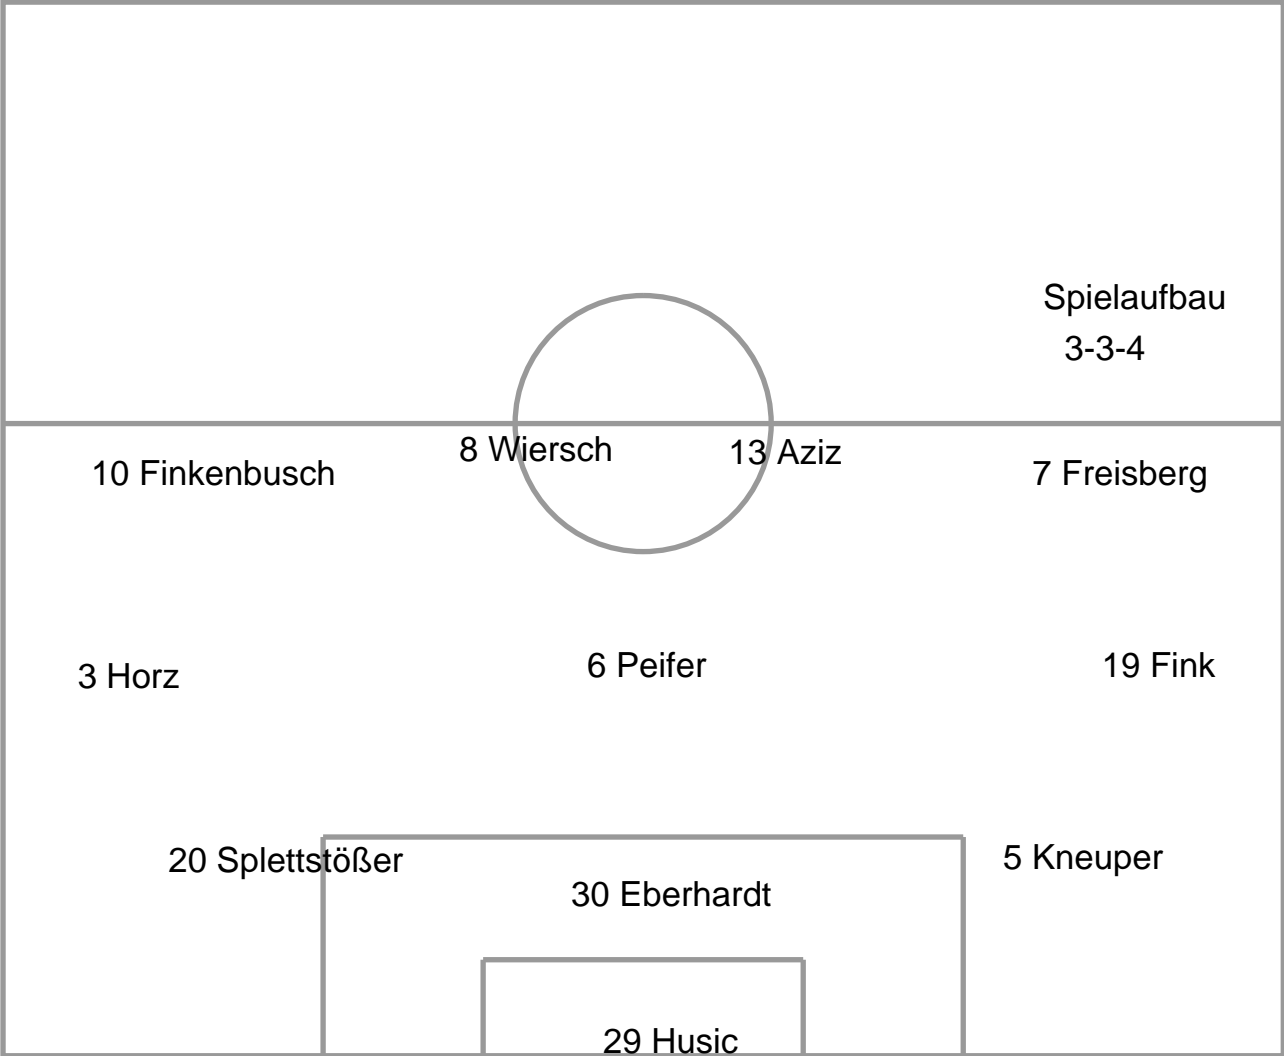 Spielaufbau
3-3-4
8 Wiersch
13 Aziz
10 Finkenbusch
7 Freisberg
3 Horz
6 Peifer
19 Fink
20 Splettstößer
5 Kneuper
30 Eberhardt
29 Husic